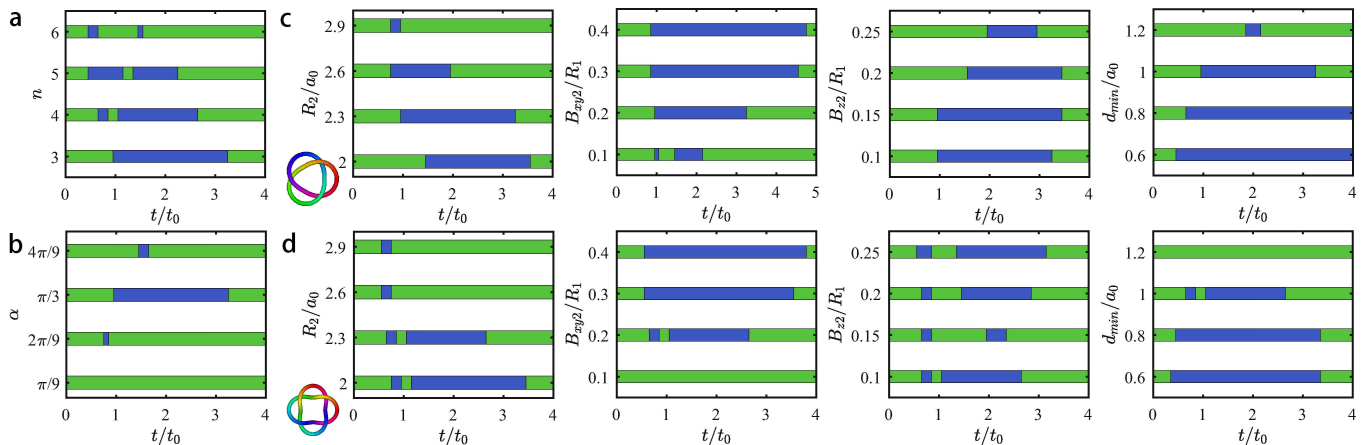 a
n
6
5
4
3
0 1 2 3 4
t/t₀
c
R₂/a₀
2.9
2.6
2.3
2
0 1 2 3 4
t/t₀
Bₓᵧ₂/R₁
0.4
0.3
0.2
0.1
0 1 2 3 4 5
t/t₀
B_z2/R₁
0.25
0.2
0.15
0.1
0 1 2 3 4
t/t₀
d_min/a₀
1.2
1
0.8
0.6
0 1 2 3 4
t/t₀
b
α
4π/9
π/3
2π/9
π/9
0 1 2 3 4
t/t₀
d
R₂/a₀
2.9
2.6
2.3
2
0 1 2 3 4
t/t₀
Bₓᵧ₂/R₁
0.4
0.3
0.2
0.1
0 1 2 3 4
t/t₀
B_z2/R₁
0.25
0.2
0.15
0.1
0 1 2 3 4
t/t₀
d_min/a₀
1.2
1
0.8
0.6
0 1 2 3 4
t/t₀